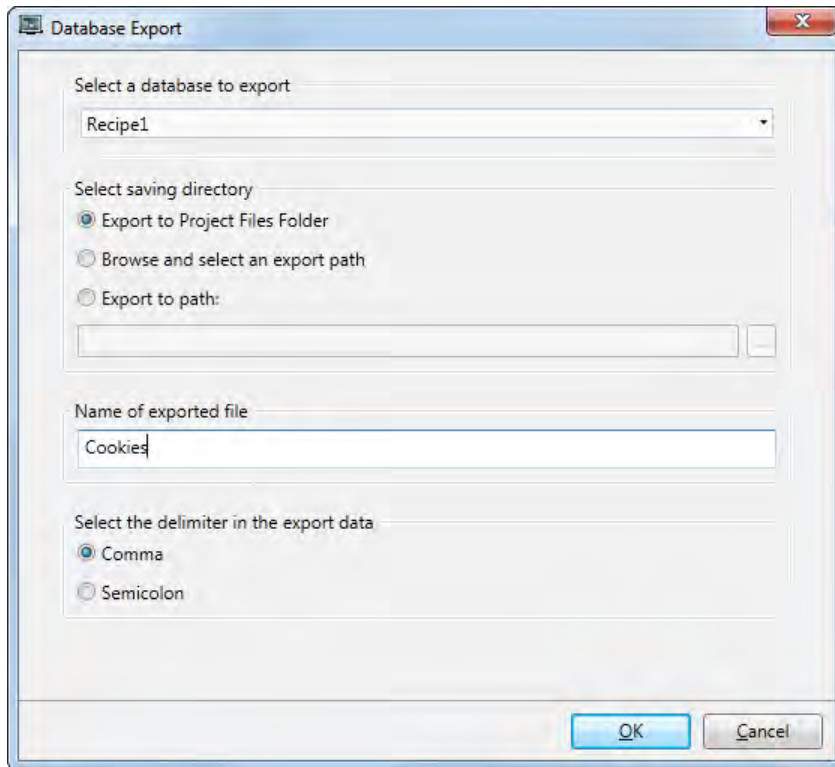 Database Export
Select a database to export
Recipe1
Select saving directory
Export to Project Files Folder
Browse and select an export path
Export to path:
...
Name of exported file
Cookies
Select the delimiter in the export data
Comma
Semicolon
OK Cancel